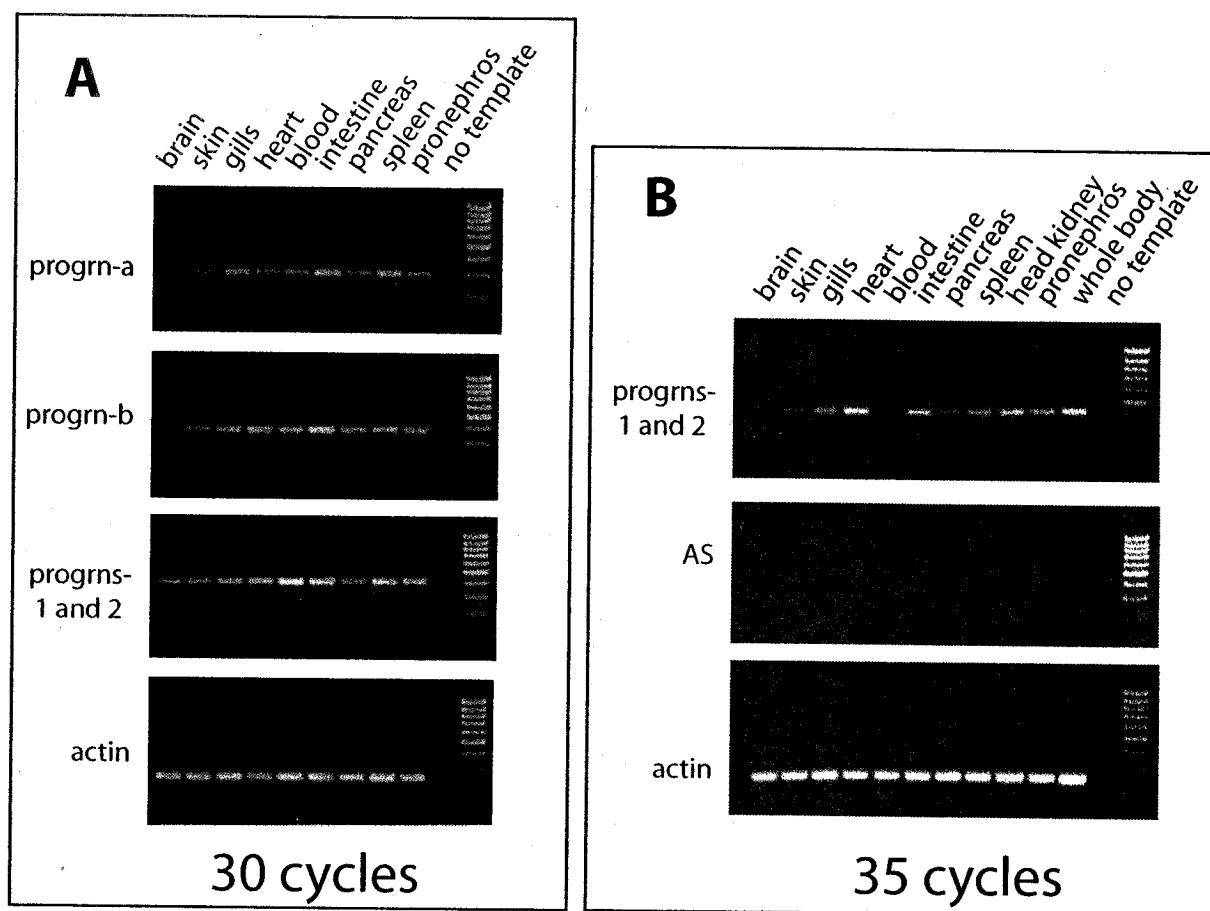 A
brain
skin
gills
heart
blood
intestine
pancreas
spleen
pronephros
no template
progrn-a
progrn-b
progrns-
1 and 2
actin
30 cycles
B
brain
skin
gills
heart
blood
intestine
pancreas
spleen
head kidney
pronephros
whole body
no template
progrns-
1 and 2
AS
actin
35 cycles